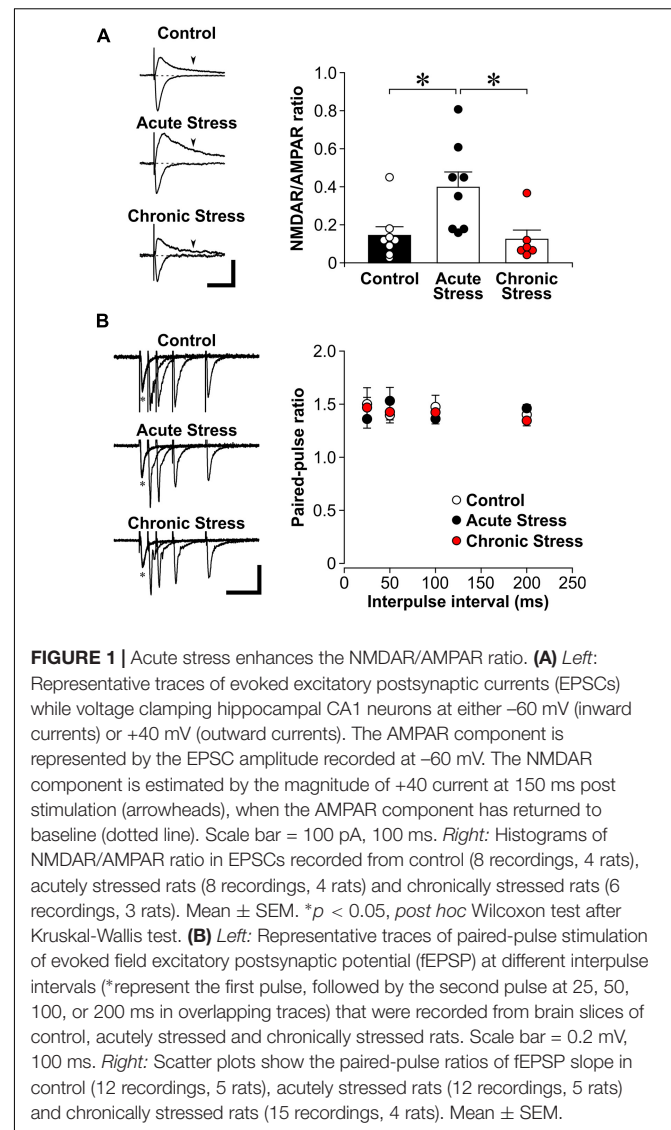 A
Control
Acute Stress
Chronic Stress
NMDAR/AMPAR ratio
1.0
0.8
0.6
0.4
0.2
0
*
*
Control
Acute
Stress
Chronic
Stress
B
Control
*
Acute Stress
*
Chronic Stress
*
Paired-pulse ratio
2.0
1.5
1.0
0.5
0
Control
Acute Stress
Chronic Stress
0
50
100
150
200
250
Interpulse interval (ms)
FIGURE 1 | Acute stress enhances the NMDAR/AMPAR ratio. (A) Left:
Representative traces of evoked excitatory postsynaptic currents (EPSCs)
while voltage clamping hippocampal CA1 neurons at either –60 mV (inward
currents) or +40 mV (outward currents). The AMPAR component is
represented by the EPSC amplitude recorded at –60 mV. The NMDAR
component is estimated by the magnitude of +40 current at 150 ms post
stimulation (arrowheads), when the AMPAR component has returned to
baseline (dotted line). Scale bar = 100 pA, 100 ms. Right: Histograms of
NMDAR/AMPAR ratio in EPSCs recorded from control (8 recordings, 4 rats),
acutely stressed rats (8 recordings, 4 rats) and chronically stressed rats (6
recordings, 3 rats). Mean ± SEM. *p < 0.05, post hoc Wilcoxon test after
Kruskal-Wallis test. (B) Left: Representative traces of paired-pulse stimulation
of evoked field excitatory postsynaptic potential (fEPSP) at different interpulse
intervals (*represent the first pulse, followed by the second pulse at 25, 50,
100, or 200 ms in overlapping traces) that were recorded from brain slices of
control, acutely stressed and chronically stressed rats. Scale bar = 0.2 mV,
100 ms. Right: Scatter plots show the paired-pulse ratios of fEPSP slope in
control (12 recordings, 5 rats), acutely stressed rats (12 recordings, 5 rats)
and chronically stressed rats (15 recordings, 4 rats). Mean ± SEM.